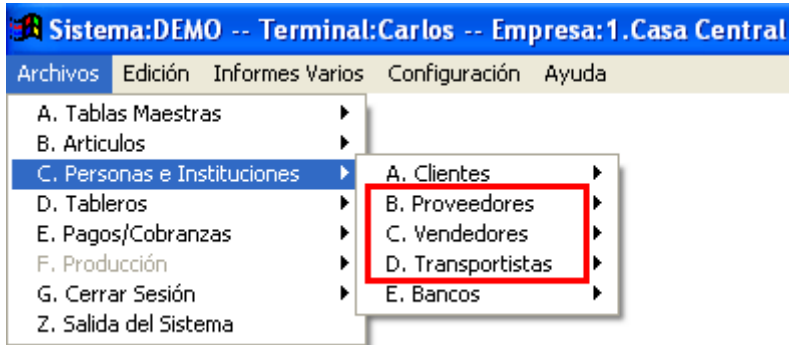 Sistema:DEMO -- Terminal:Carlos -- Empresa:1.Casa Central
Archivos Edición Informes Varios Configuración Ayuda
A. Tablas Maestras
B. Articulos
C. Personas e Instituciones
D. Tableros
E. Pagos/Cobranzas
F. Producción
G. Cerrar Sesión
Z. Salida del Sistema
A. Clientes
B. Proveedores
C. Vendedores
D. Transportistas
E. Bancos